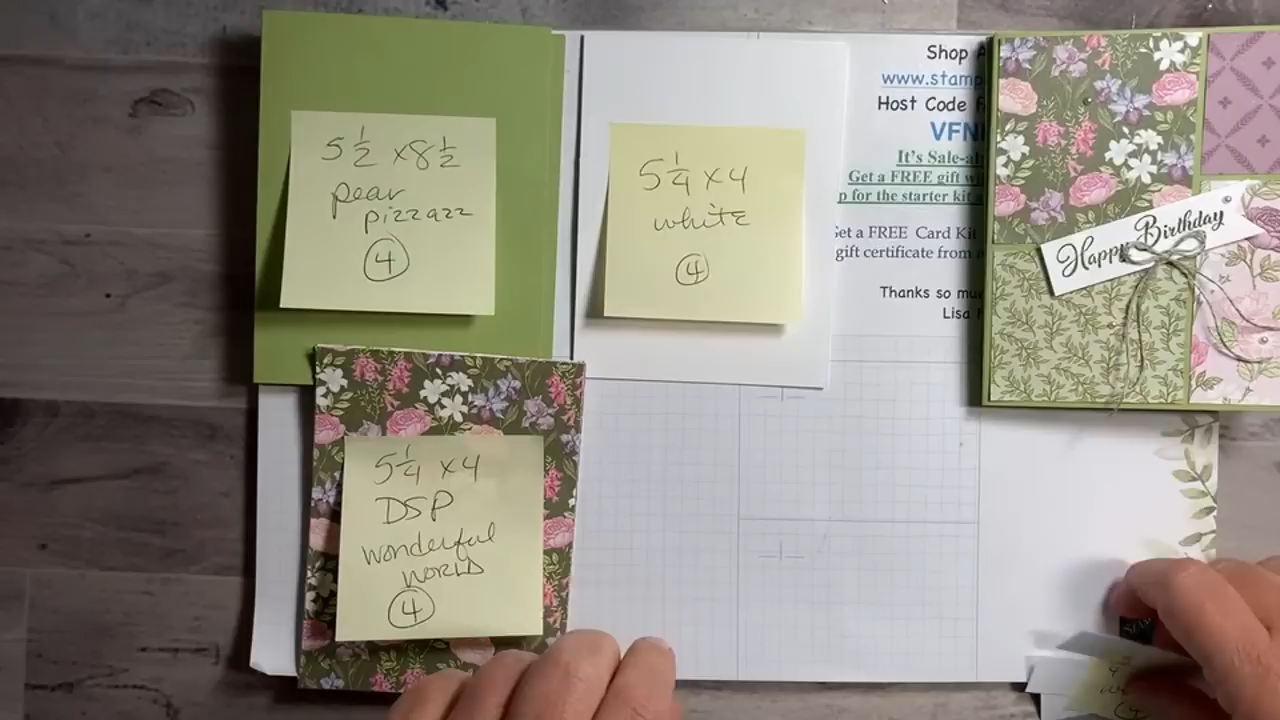 5 1/2 x 8 1/2
pear
pizzazz
4
5 1/4 x 4
white
4
Shop
www.stamp
Host Code
VFN
It's Sale-a
Get a FREE gift
for the starter kit
Get a FREE Card Kit
gift certificate from
Thanks so
Lisa
Happy Birthday
5 1/4 x 4
DSP
wonderful
WORLD
4